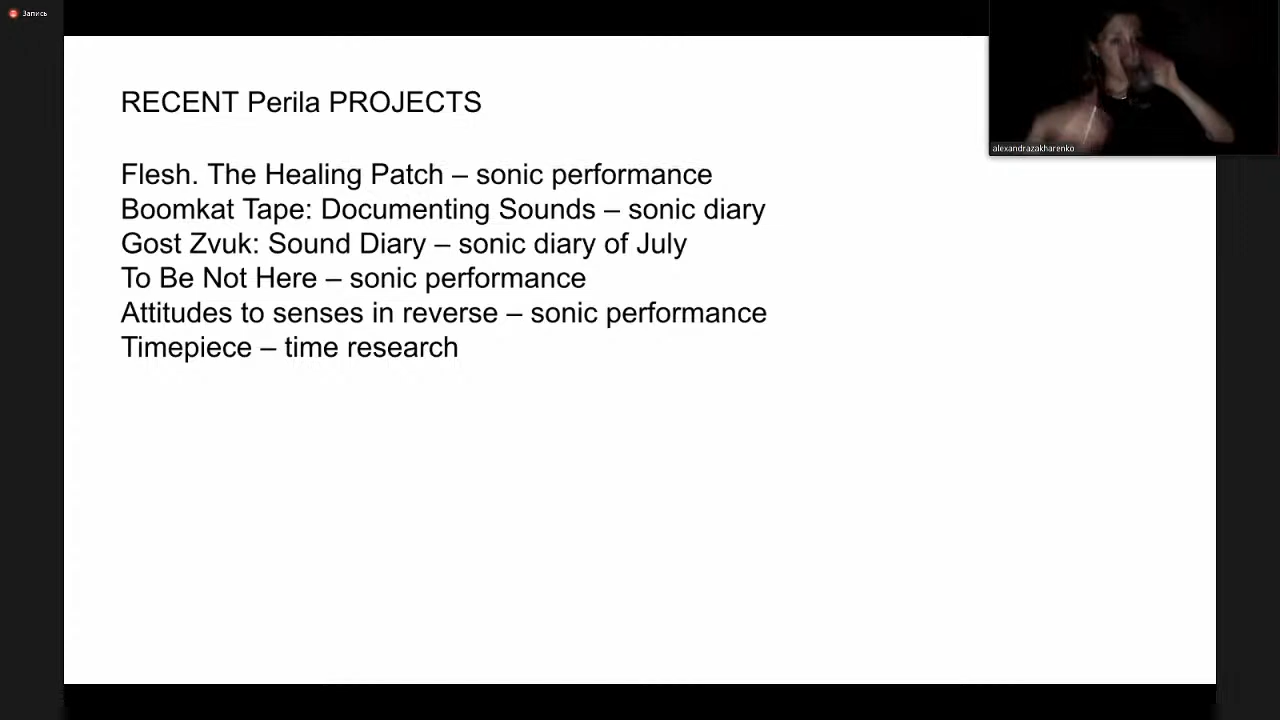 Запись
alexandrazakharenko
RECENT Perila PROJECTS
Flesh. The Healing Patch – sonic performance
Boomkat Tape: Documenting Sounds – sonic diary
Gost Zvuk: Sound Diary – sonic diary of July
To Be Not Here – sonic performance
Attitudes to senses in reverse – sonic performance
Timepiece – time research